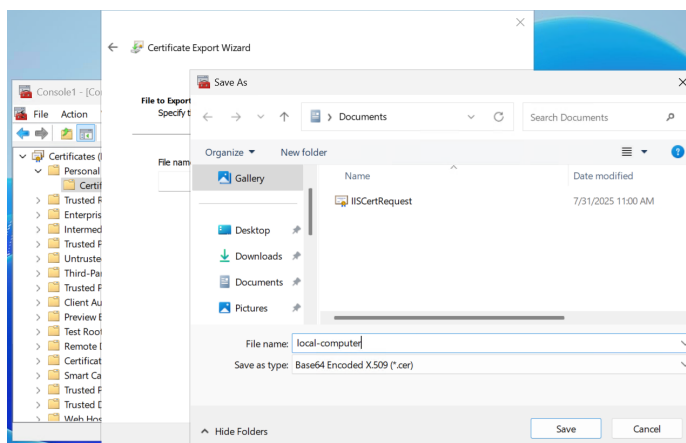 Certificate Export Wizard
Console1 - [Co
File Action
Certificates (
Personal
Certif
Trusted R
Enterpris
Intermed
Trusted P
Untruste
Third-Par
Trusted P
Client Au
Preview B
Test Root
Remote D
Certificat
Smart Ca
Trusted P
Trusted D
Web Hos
File to Export
Specify t
File nam
Save As
Documents
Search Documents
Organize
New folder
Gallery
Desktop
Downloads
Documents
Pictures
Name
Date modified
IISCertRequest
7/31/2025 11:00 AM
File name: local-computer
Save as type: Base64 Encoded X.509 (*.cer)
Hide Folders
Save
Cancel